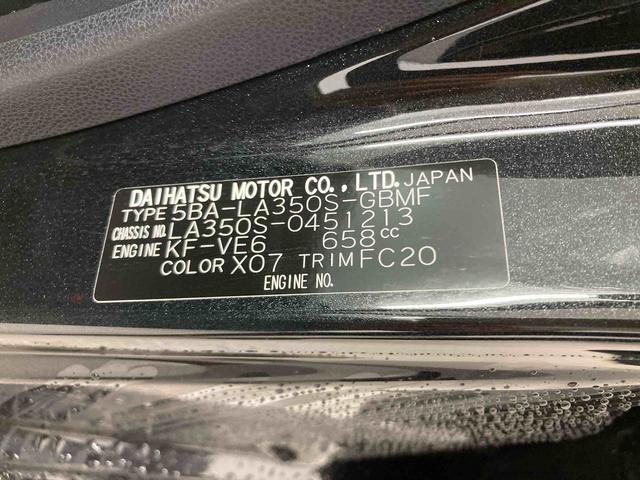 DAIHATSU MOTOR CO., LTD. JAPAN
TYPE 5BA-LA350S-GBMF
CHASSIS NO. LA350S-0451213
ENGINE KF-VE6 658cc
COLOR X07 TRIM FC20
ENGINE NO.